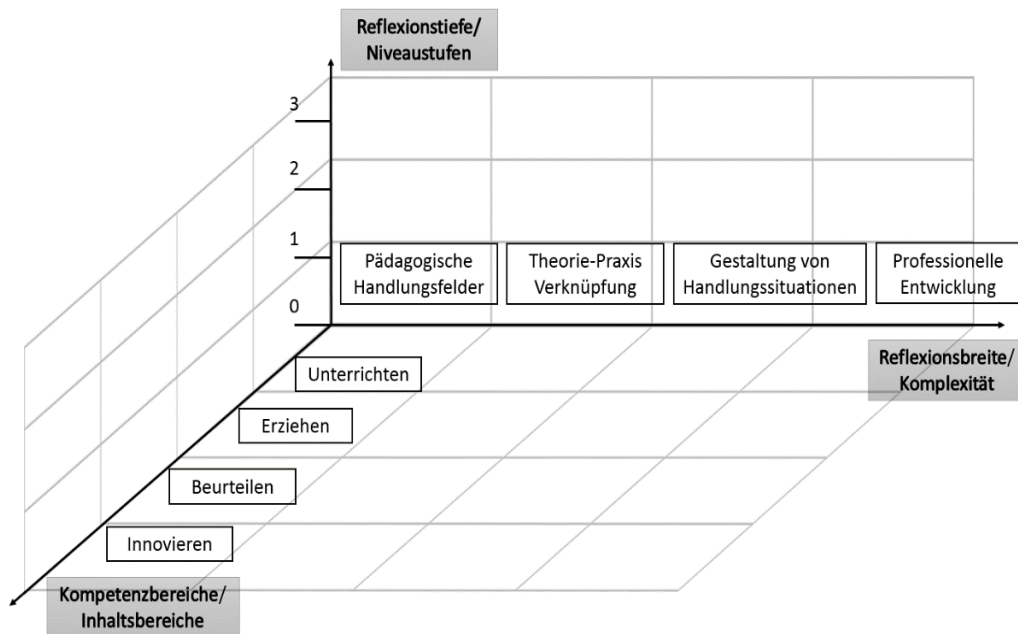 Reflexionstiefe/
Niveaustufen
3
2
1
0
Pädagogische
Handlungsfelder
Theorie-Praxis
Verknüpfung
Gestaltung von
Handlungssituationen
Professionelle
Entwicklung
Reflexionsbreite/
Komplexität
Unterrichten
Erziehen
Beurteilen
Innovieren
Kompetenzbereiche/
Inhaltsbereiche